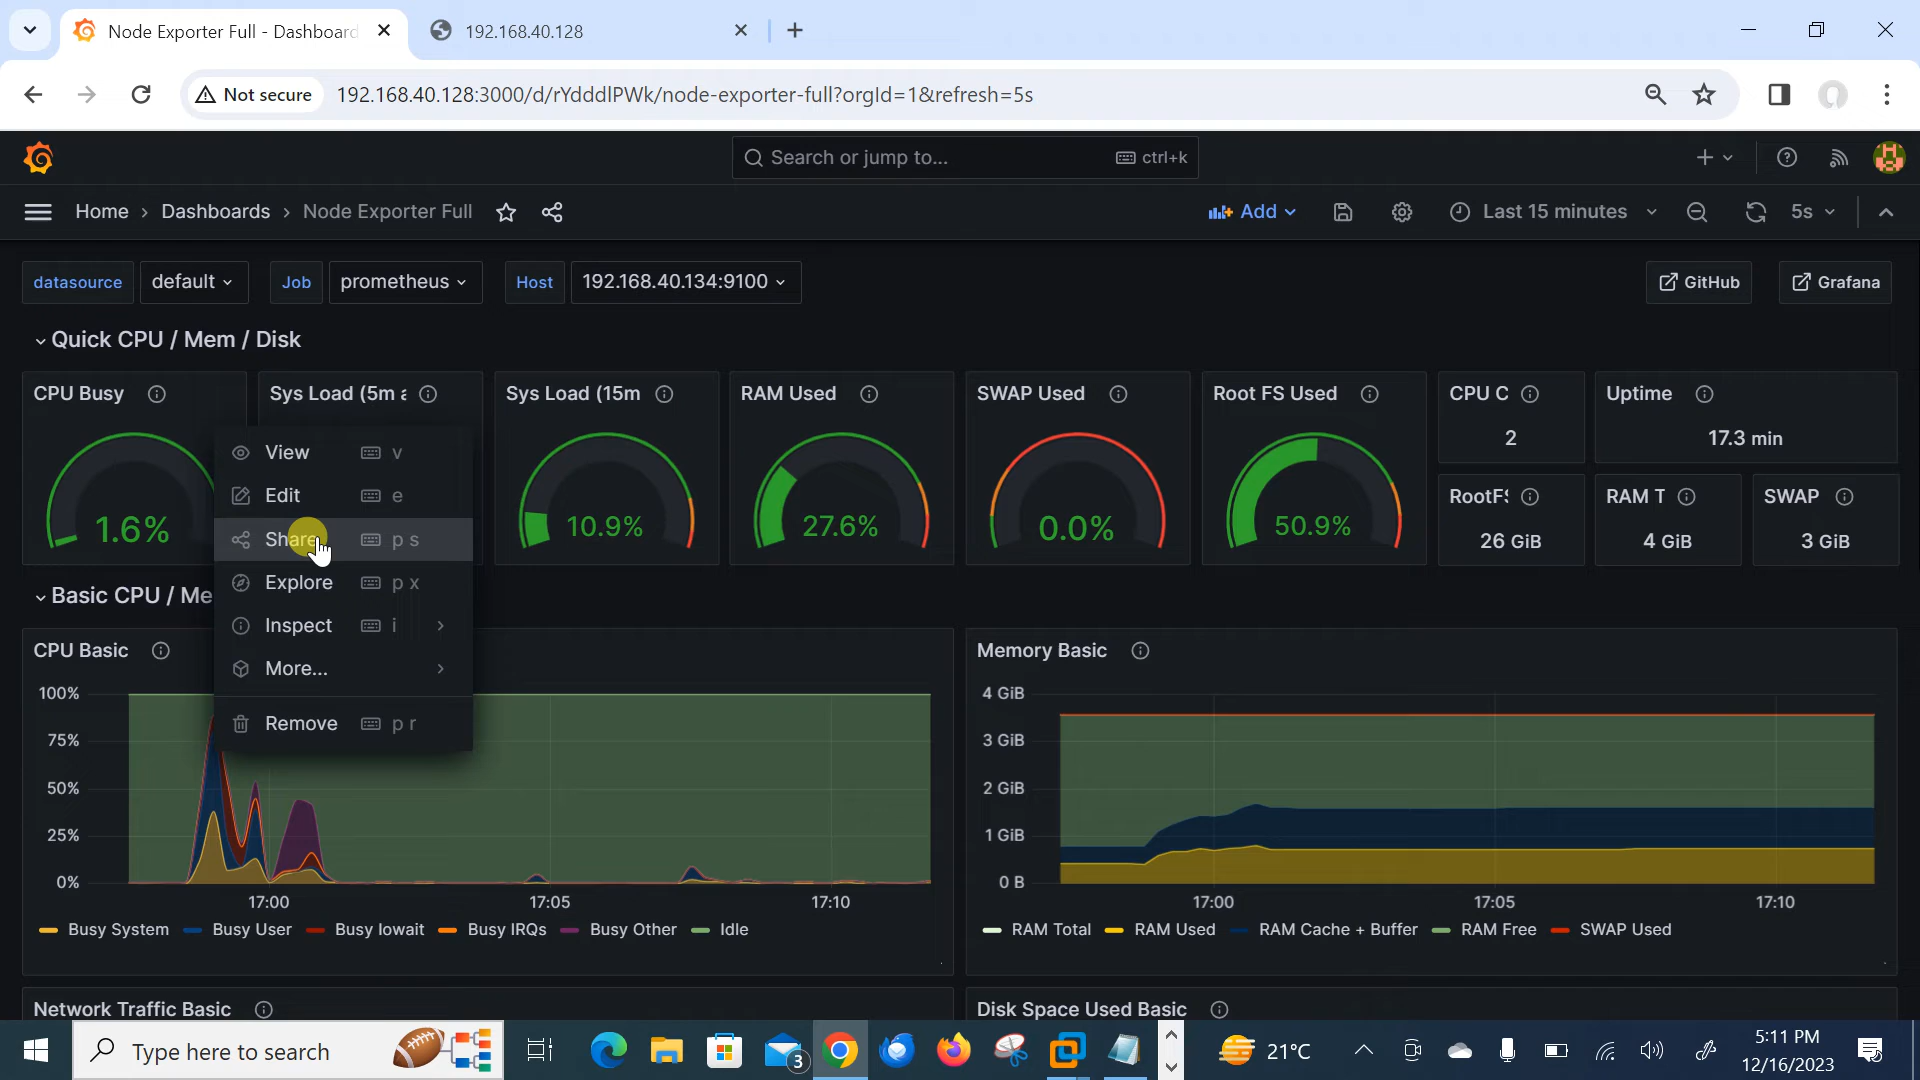 Node Exporter Full - Dashboard
192.168.40.128
Not secure
192.168.40.128:3000/d/rYdddlPWk/node-exporter-full?orgId=1&refresh=5s
Search or jump to...
ctrl+k
Home
Dashboards
Node Exporter Full
Add
Last 15 minutes
5s
datasource
default
Job
prometheus
Host
192.168.40.134:9100
GitHub
Grafana
Quick CPU / Mem / Disk
CPU Busy
Sys Load (5m a
Sys Load (15m
RAM Used
SWAP Used
Root FS Used
CPU C
Uptime
2
17.3 min
1.6%
10.9%
27.6%
0.0%
50.9%
RootFS
RAM T
SWAP
26 GiB
4 GiB
3 GiB
View
v
Edit
e
Share
p s
Explore
p x
Inspect
i
More...
Remove
p r
Basic CPU / Me
CPU Basic
100%
75%
50%
25%
0%
17:00
17:05
17:10
Busy System
Busy User
Busy Iowait
Busy IRQs
Busy Other
Idle
Memory Basic
4 GiB
3 GiB
2 GiB
1 GiB
0 B
17:00
17:05
17:10
RAM Total
RAM Used
RAM Cache + Buffer
RAM Free
SWAP Used
Network Traffic Basic
Disk Space Used Basic
Type here to search
3
21°C
5:11 PM
12/16/2023